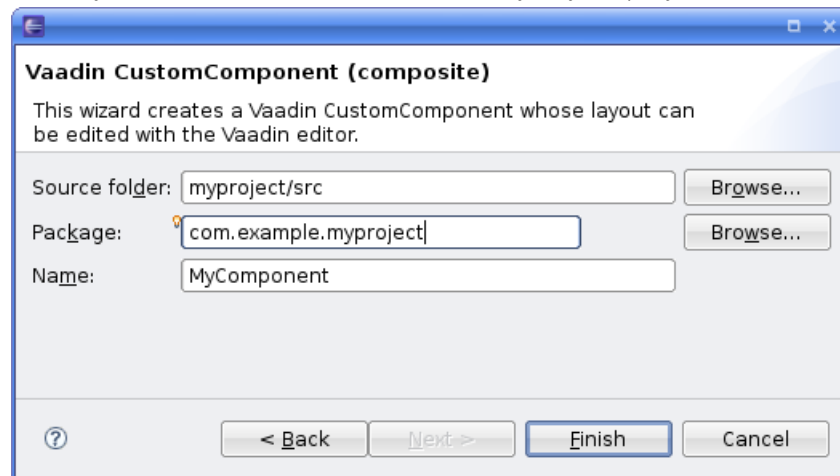 Vaadin CustomComponent (composite)
This wizard creates a Vaadin CustomComponent whose layout can
be edited with the Vaadin editor.
Source folder: myproject/src Browse...
Package: com.example.myproject Browse...
Name: MyComponent
? < Back Next > Finish Cancel